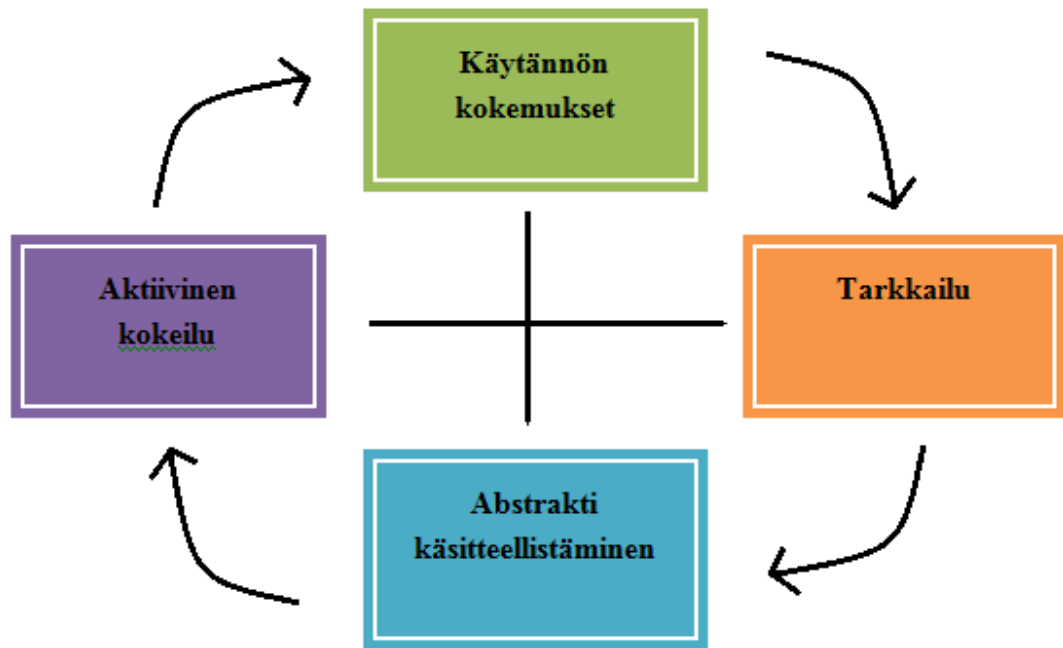 Käytännön
kokemukset
Tarkkailu
Abstrakti
käsitteellistäminen
Aktiivinen
kokeilu